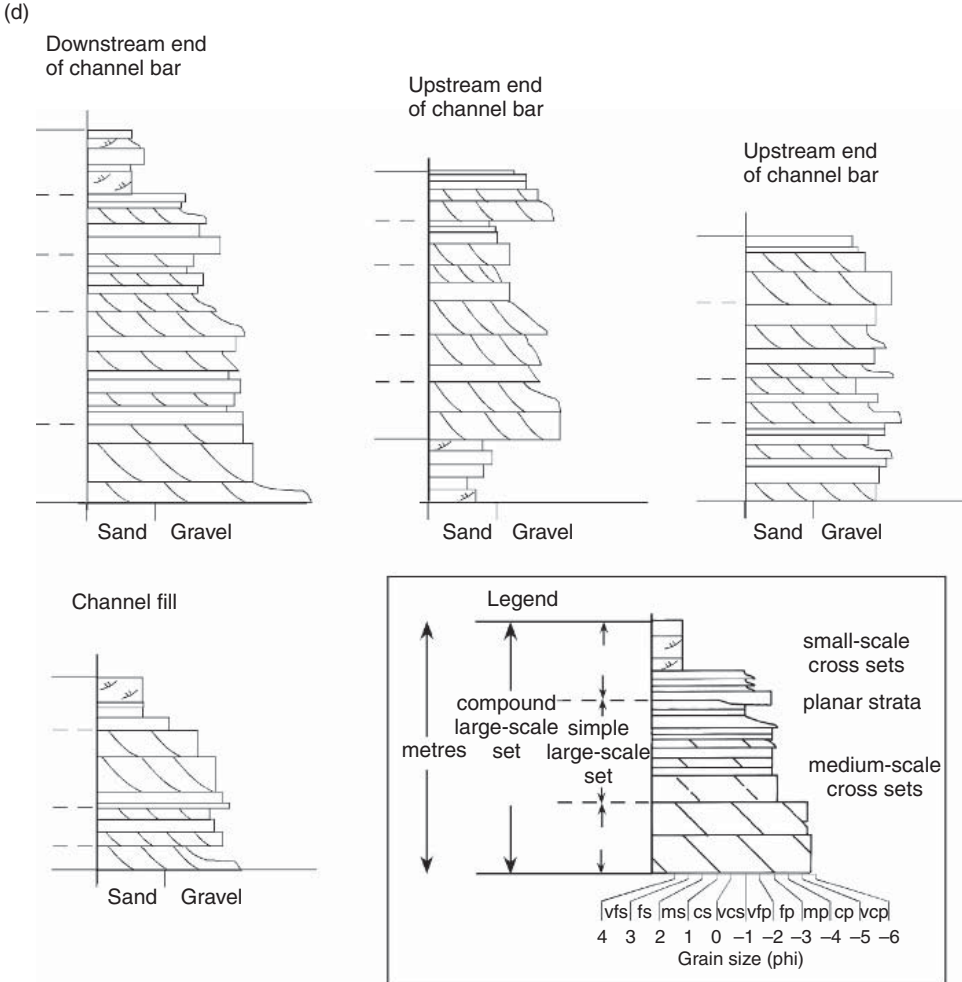 (d)
Downstream end
of channel bar
Upstream end
of channel bar
Upstream end
of channel bar
Sand Gravel
Sand Gravel
Sand Gravel
Channel fill
Sand Gravel
Legend
small-scale
cross sets
planar strata
compound
large-scale
set
simple
large-scale
set
metres
medium-scale
cross sets
vfs fs ms cs vcs vfp fp mp cp vcp
4 3 2 1 0 –1 –2 –3 –4 –5 –6
Grain size (phi)